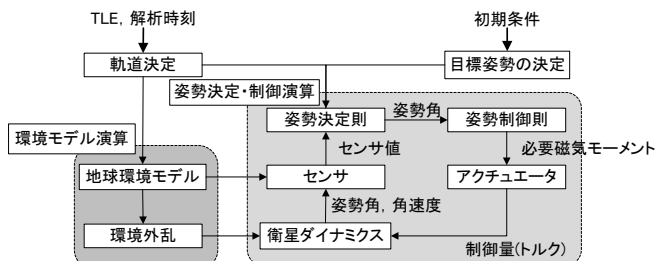 TLE, 解析時刻
初期条件
軌道決定
目標姿勢の決定
姿勢決定・制御演算
姿勢決定則
姿勢角
姿勢制御則
環境モデル演算
センサ値
必要磁気モーメント
地球環境モデル
センサ
アクチュエータ
姿勢角, 角速度
環境外乱
衛星ダイナミクス
制御量(トルク)